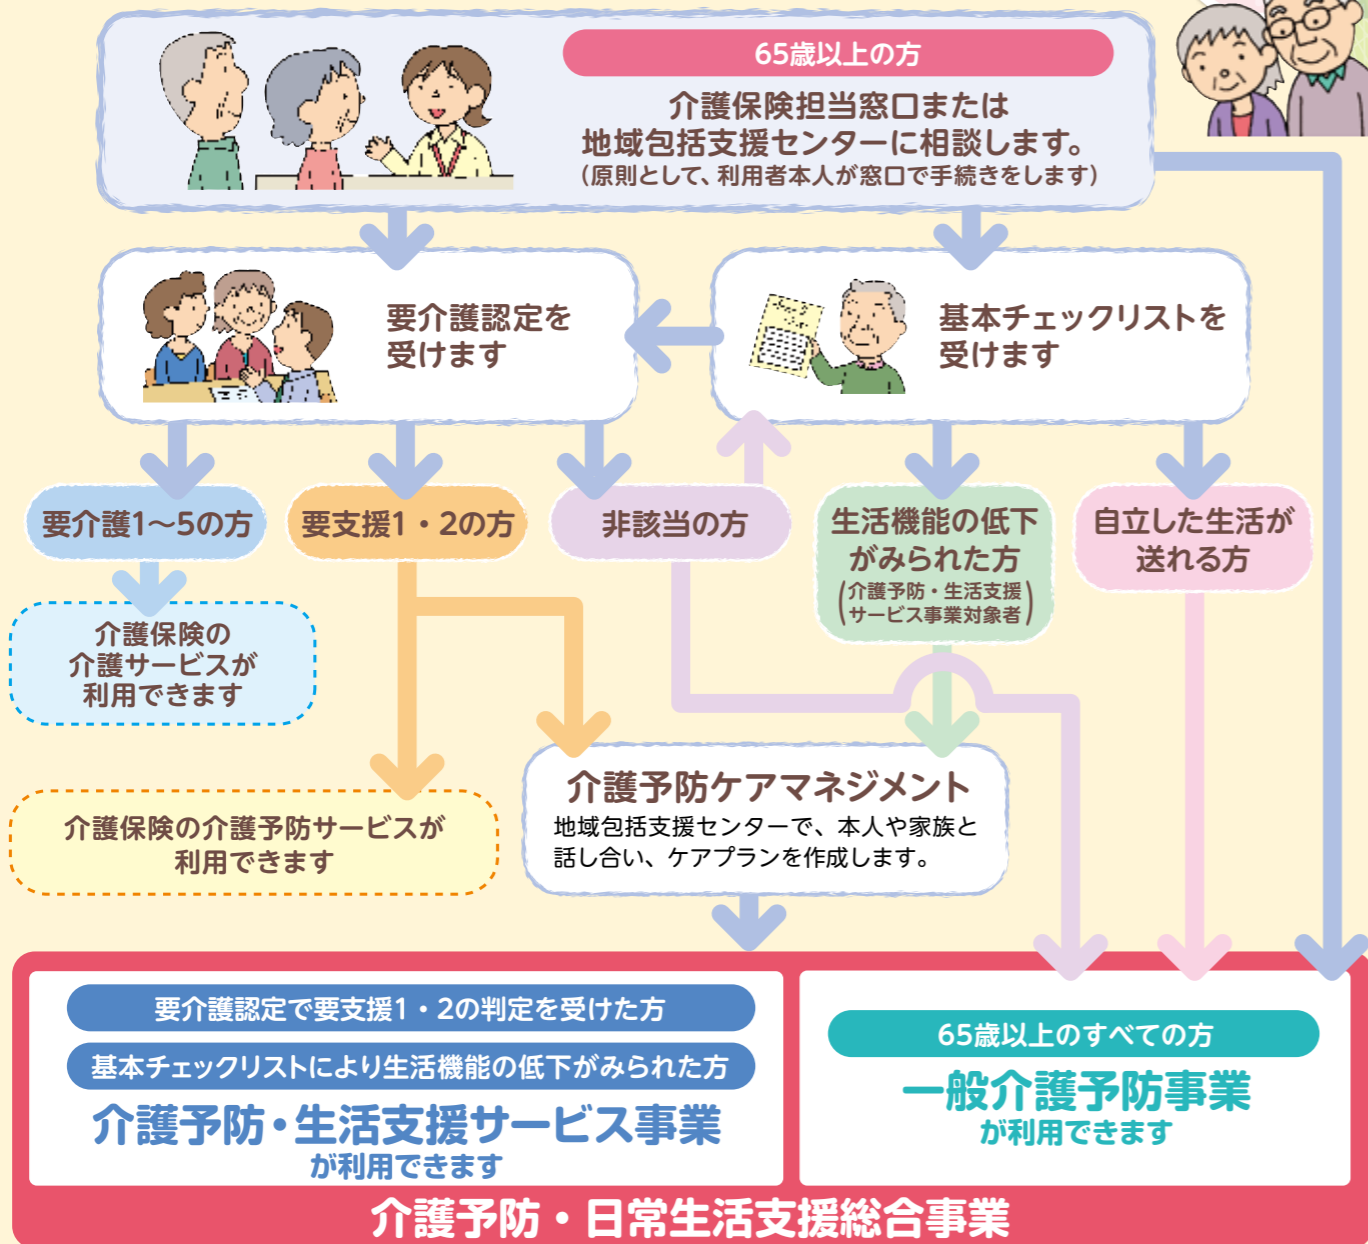 65歳以上の方
介護保険担当窓口または
地域包括支援センターに相談します。
(原則として、利用者本人が窓口で手続きをします)
要介護認定を
受けます
基本チェックリストを
受けます
要介護1〜5の方
要支援1・2の方
非該当の方
生活機能の低下
がみられた方
(介護予防・生活支援
サービス事業対象者)
自立した生活が
送れる方
介護保険の
介護サービスが
利用できます
介護保険の介護予防サービスが
利用できます
介護予防ケアマネジメント
地域包括支援センターで、本人や家族と
話し合い、ケアプランを作成します。
要介護認定で要支援1・2の判定を受けた方
基本チェックリストにより生活機能の低下がみられた方
介護予防・生活支援サービス事業
が利用できます
65歳以上のすべての方
一般介護予防事業
が利用できます
介護予防・日常生活支援総合事業